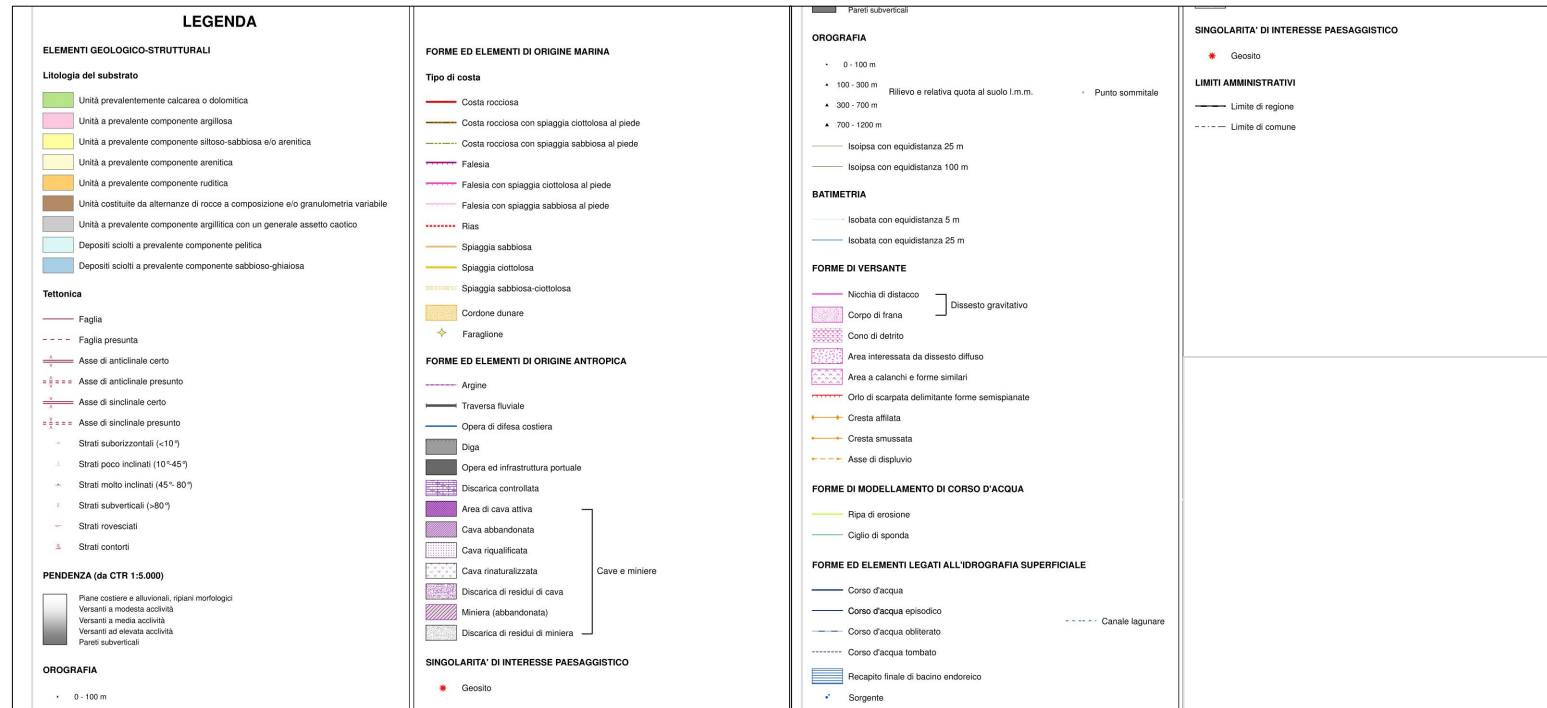 LEGENDA
ELEMENTI GEOLOGICO-STRUTTURALI
Litologia del substrato
Unità prevalentemente calcarea o dolomitica
Unità a prevalente componente argillosa
Unità a prevalente componente siltoso-sabbiosa e/o arenitica
Unità a prevalente componente arenitica
Unità a prevalente componente ruditica
Unità costituite da alternanze di rocce a composizione e/o granulometria variabile
Unità a prevalente componente argillitica con un generale assetto caotico
Depositi sciolti a prevalente componente pelitica
Depositi sciolti a prevalente componente sabbioso-ghiaiosa
Tettonica
Faglia
Faglia presunta
Asse di anticlinale certo
Asse di anticlinale presunto
Asse di sinclinale certo
Asse di sinclinale presunto
Strati suborizzontali (<10°)
Strati poco inclinati (10°-45°)
Strati molto inclinati (45°- 80°)
Strati subverticali (>80°)
Strati rovesciati
Strati contorti
PENDENZA (da CTR 1:5.000)
Piane costiere e alluvionali, ripiani morfologici
Versanti a modesta acclività
Versanti a media acclività
Versanti ad elevata acclività
Pareti subverticali
OROGRAFIA
0 - 100 m
FORME ED ELEMENTI DI ORIGINE MARINA
Tipo di costa
Costa rocciosa
Costa rocciosa con spiaggia ciottolosa al piede
Costa rocciosa con spiaggia sabbiosa al piede
Falesia
Falesia con spiaggia ciottolosa al piede
Falesia con spiaggia sabbiosa al piede
Rias
Spiaggia sabbiosa
Spiaggia ciottolosa
Spiaggia sabbiosa-ciottolosa
Cordone dunare
Faraglione
FORME ED ELEMENTI DI ORIGINE ANTROPICA
Argine
Traversa fluviale
Opera di difesa costiera
Diga
Opera ed infrastruttura portuale
Discarica controllata
Area di cava attiva
Cava abbandonata
Cava riqualificata
Cava rinaturalizzata
Cave e miniere
Discarica di residui di cava
Miniera (abbandonata)
Discarica di residui di miniera
SINGOLARITA' DI INTERESSE PAESAGGISTICO
Geosito
Pareti subverticali
OROGRAFIA
0 - 100 m
100 - 300 m
Rilievo e relativa quota al suolo l.m.m.
Punto sommitale
300 - 700 m
700 - 1200 m
Isoipsa con equidistanza 25 m
Isoipsa con equidistanza 100 m
BATIMETRIA
Isobata con equidistanza 5 m
Isobata con equidistanza 25 m
FORME DI VERSANTE
Nicchia di distacco
Dissesto gravitativo
Corpo di frana
Cono di detrito
Area interessata da dissesto diffuso
Area a calanchi e forme similari
Orlo di scarpata delimitante forme semispianate
Cresta affilata
Cresta smussata
Asse di displuvio
FORME DI MODELLAMENTO DI CORSO D'ACQUA
Ripa di erosione
Ciglio di sponda
FORME ED ELEMENTI LEGATI ALL'IDROGRAFIA SUPERFICIALE
Corso d'acqua
Corso d'acqua episodico
Canale lagunare
Corso d'acqua obliterato
Corso d'acqua tombato
Recapito finale di bacino endoreico
Sorgente
SINGOLARITA' DI INTERESSE PAESAGGISTICO
Geosito
LIMITI AMMINISTRATIVI
Limite di regione
Limite di comune